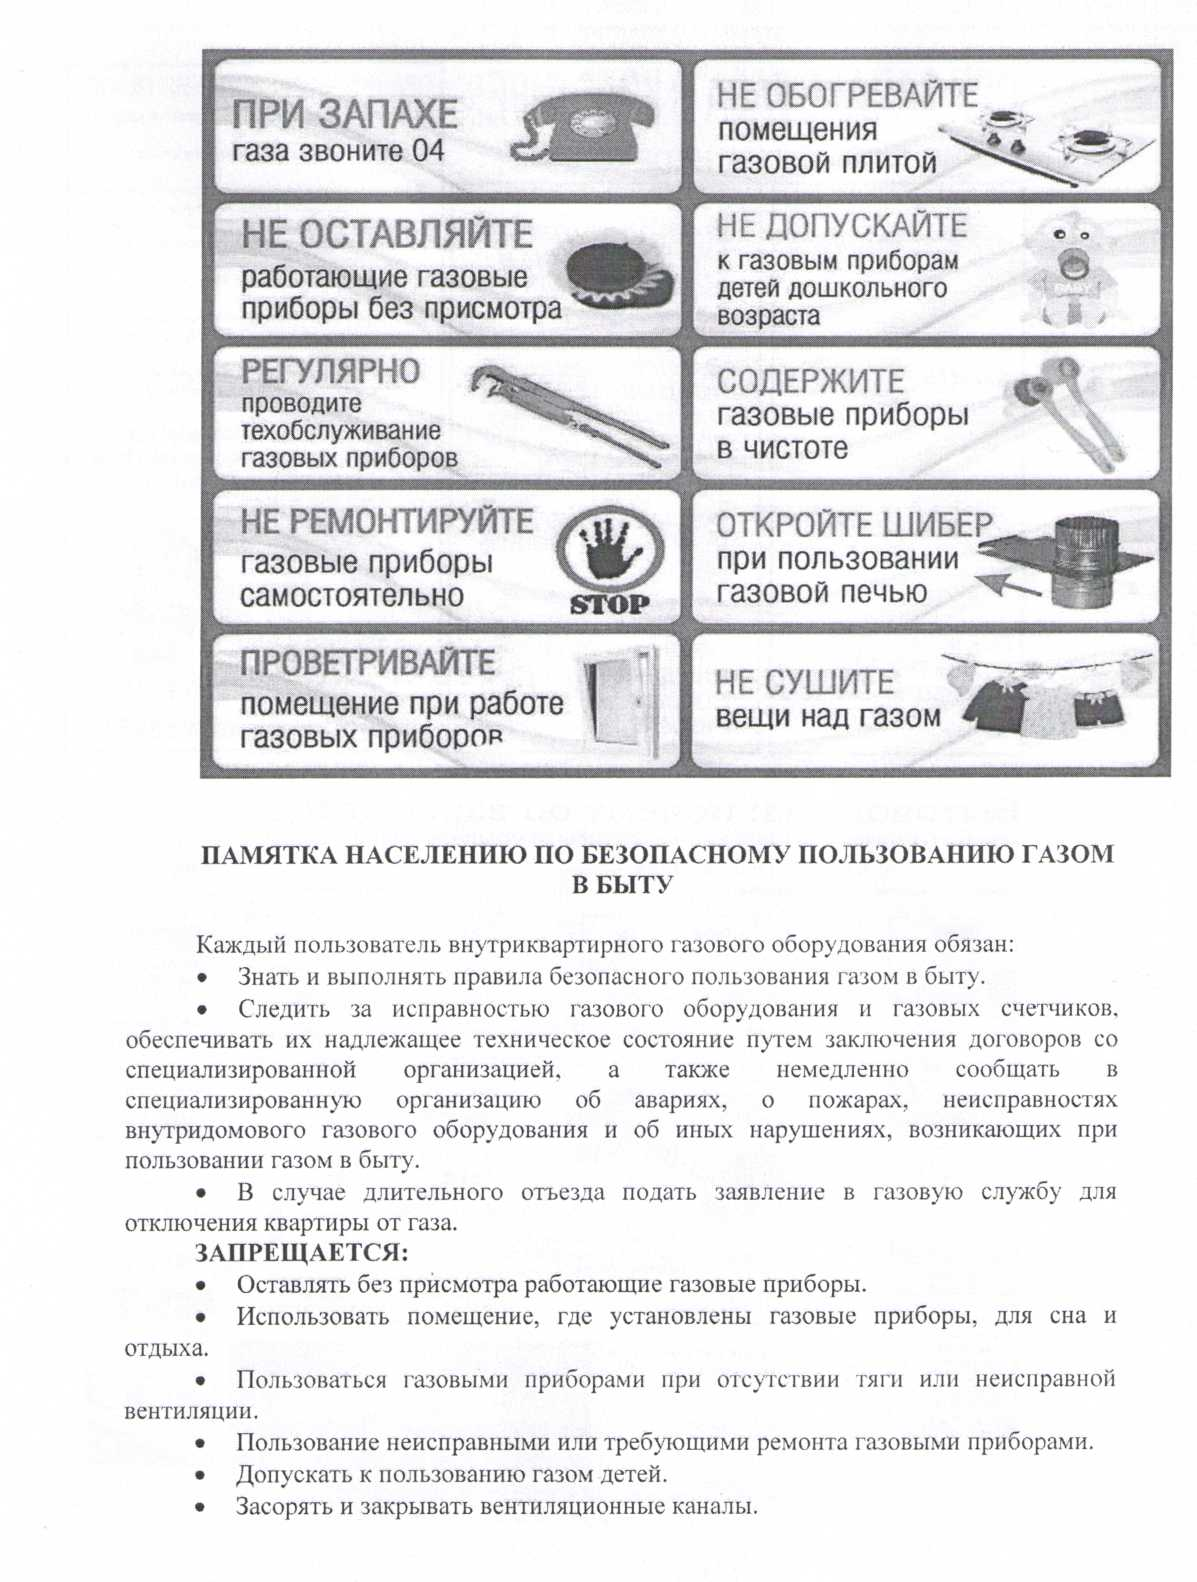 ПРИ ЗАПАХЕ
газа звоните 04
НЕ ОБОГРЕВАЙТЕ
помещения
газовой плитой
НЕ ОСТАВЛЯЙТЕ
работающие газовые
приборы без присмотра
НЕ ДОПУСКАЙТЕ
к газовым приборам
детей дошкольного
возраста
BABY
РЕГУЛЯРНО
проводите
техобслуживание
газовых приборов
СОДЕРЖИТЕ
газовые приборы
в чистоте
НЕ РЕМОНТИРУЙТЕ
газовые приборы
самостоятельно
STOP
ОТКРОЙТЕ ШИБЕР
при пользовании
газовой печью
ПРОВЕТРИВАЙТЕ
помещение при работе
газовых приборов
НЕ СУШИТЕ
вещи над газом
ПАМЯТКА НАСЕЛЕНИЮ ПО БЕЗОПАСНОМУ ПОЛЬЗОВАНИЮ ГАЗОМ
В БЫТУ
Каждый пользователь внутриквартирного газового оборудования обязан:
• Знать и выполнять правила безопасного пользования газом в быту.
• Следить за исправностью газового оборудования и газовых счетчиков,
обеспечивать их надлежащее техническое состояние путем заключения договоров со
специализированной организацией, а также немедленно сообщать в
специализированную организацию об авариях, о пожарах, неисправностях
внутридомового газового оборудования и об иных нарушениях, возникающих при
пользовании газом в быту.
• В случае длительного отъезда подать заявление в газовую службу для
отключения квартиры от газа.
ЗАПРЕЩАЕТСЯ:
• Оставлять без присмотра работающие газовые приборы.
• Использовать помещение, где установлены газовые приборы, для сна и
отдыха.
• Пользоваться газовыми приборами при отсутствии тяги или неисправной
вентиляции.
• Пользование неисправными или требующими ремонта газовыми приборами.
• Допускать к пользованию газом детей.
• Засорять и закрывать вентиляционные каналы.